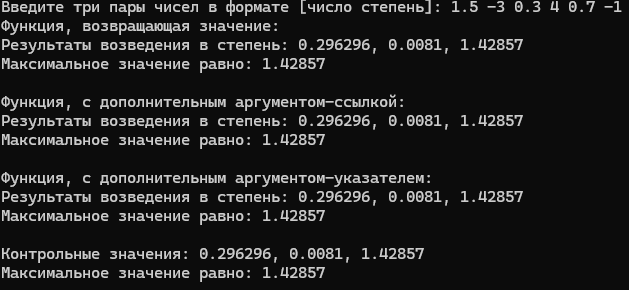 Введите три пары чисел в формате [число степень]: 1.5 -3 0.3 4 0.7 -1
Функция, возвращающая значение:
Результаты возведения в степень: 0.296296, 0.0081, 1.42857
Максимальное значение равно: 1.42857
Функция, с дополнительным аргументом-ссылкой:
Результаты возведения в степень: 0.296296, 0.0081, 1.42857
Максимальное значение равно: 1.42857
Функция, с дополнительным аргументом-указателем:
Результаты возведения в степень: 0.296296, 0.0081, 1.42857
Максимальное значение равно: 1.42857
Контрольные значения: 0.296296, 0.0081, 1.42857
Максимальное значение равно: 1.42857